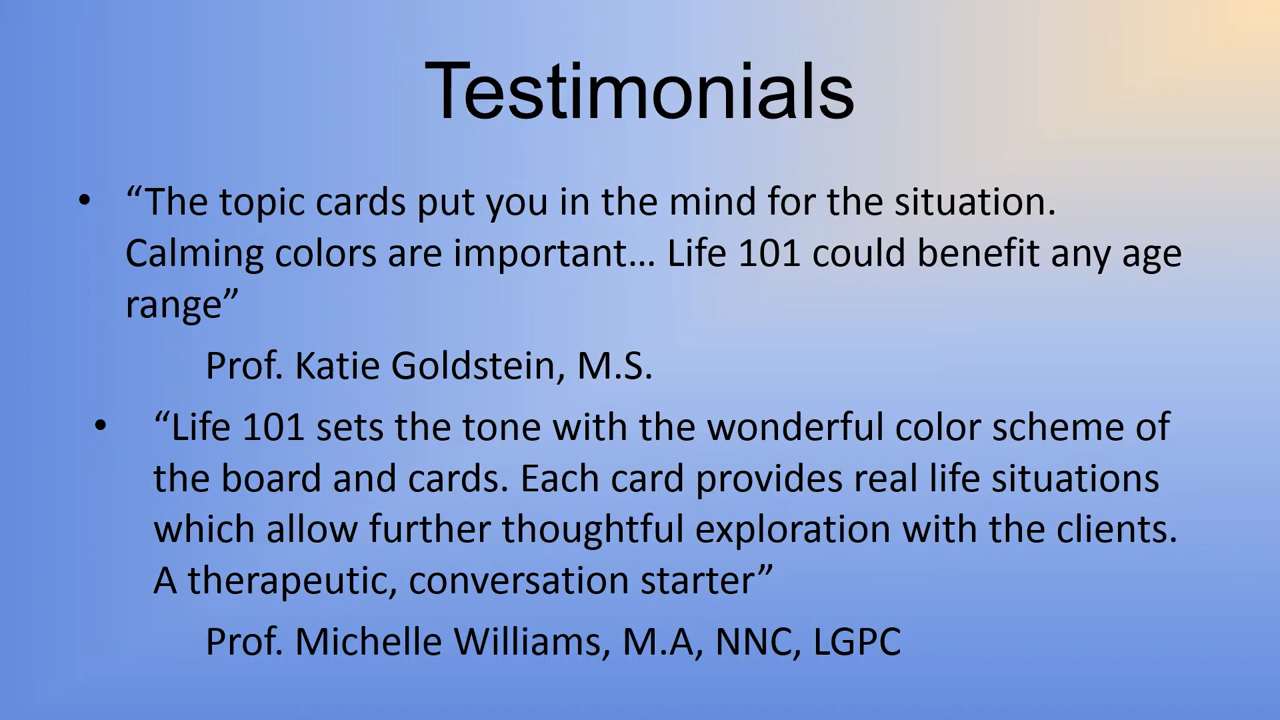 Testimonials
• “The topic cards put you in the mind for the situation.
Calming colors are important... Life 101 could benefit any age
range”
Prof. Katie Goldstein, M.S.
• “Life 101 sets the tone with the wonderful color scheme of
the board and cards. Each card provides real life situations
which allow further thoughtful exploration with the clients.
A therapeutic, conversation starter”
Prof. Michelle Williams, M.A, NNC, LGPC